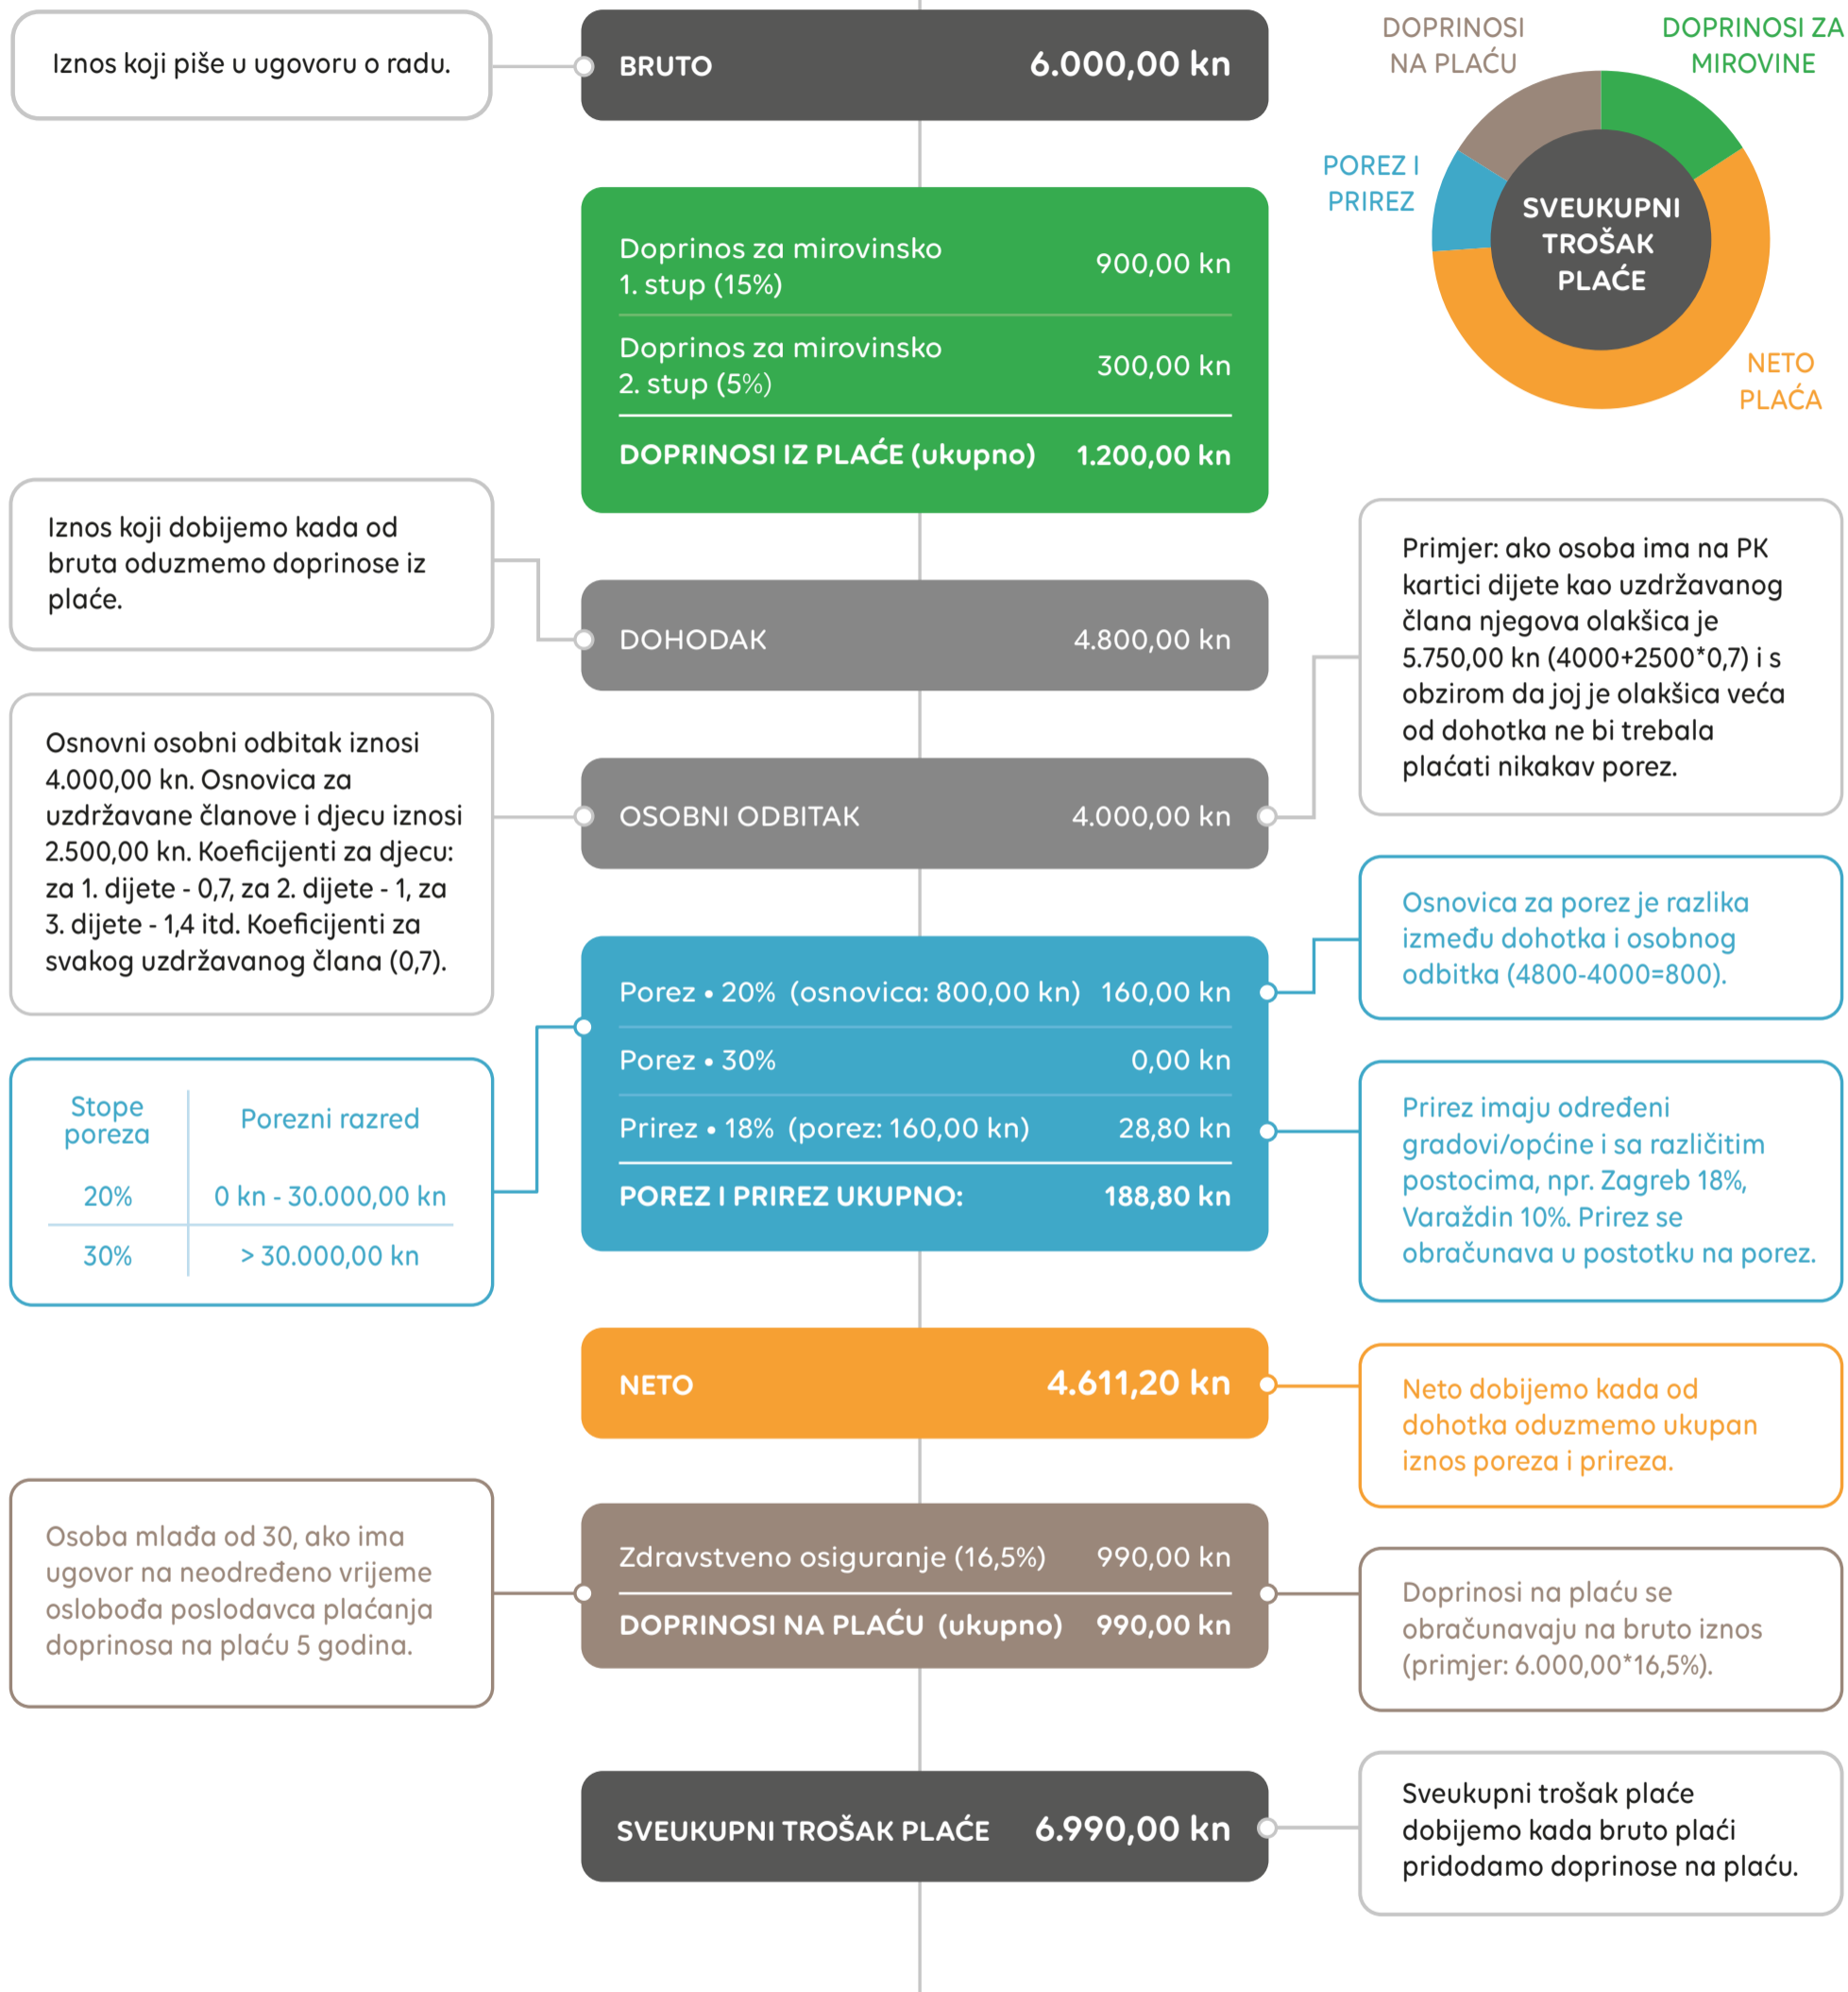 Iznos koji piše u ugovoru o radu.
BRUTO 6.000,00 kn
DOPRINOSI
NA PLAĆU
DOPRINOSI ZA
MIROVINE
POREZ I
PRIREZ
SVEUKUPNI
TROŠAK
PLAĆE
NETO
PLAĆA
Doprinos za mirovinsko
1. stup (15%)
900,00 kn
Doprinos za mirovinsko
2. stup (5%)
300,00 kn
DOPRINOSI IZ PLAĆE (ukupno) 1.200,00 kn
Iznos koji dobijemo kada od
bruta oduzmemo doprinose iz
plaće.
DOHODAK 4.800,00 kn
Primjer: ako osoba ima na PK
kartici dijete kao uzdržavanog
člana njegova olakšica je
5.750,00 kn (4000+2500*0,7) i s
obzirom da joj je olakšica veća
od dohotka ne bi trebala
plaćati nikakav porez.
Osnovni osobni odbitak iznosi
4.000,00 kn. Osnovica za
uzdržavane članove i djecu iznosi
2.500,00 kn. Koeficijenti za djecu:
za 1. dijete - 0,7, za 2. dijete - 1, za
3. dijete - 1,4 itd. Koeficijenti za
svakog uzdržavanog člana (0,7).
OSOBNI ODBITAK 4.000,00 kn
Osnovica za porez je razlika
između dohotka i osobnog
odbitka (4800-4000=800).
Porez • 20% (osnovica: 800,00 kn) 160,00 kn
Porez • 30% 0,00 kn
Prirez • 18% (porez: 160,00 kn) 28,80 kn
POREZ I PRIREZ UKUPNO: 188,80 kn
Stope
poreza
Porezni razred
20% 0 kn - 30.000,00 kn
30% > 30.000,00 kn
Prirez imaju određeni
gradovi/općine i sa različitim
postocima, npr. Zagreb 18%,
Varaždin 10%. Prirez se
obračunava u postotku na porez.
NETO 4.611,20 kn
Neto dobijemo kada od
dohotka oduzmemo ukupan
iznos poreza i prireza.
Osoba mlađa od 30, ako ima
ugovor na neodređeno vrijeme
oslobođa poslodavca plaćanja
doprinosa na plaću 5 godina.
Zdravstveno osiguranje (16,5%) 990,00 kn
DOPRINOSI NA PLAĆU (ukupno) 990,00 kn
Doprinosi na plaću se
obračunavaju na bruto iznos
(primjer: 6.000,00*16,5%).
SVEUKUPNI TROŠAK PLAĆE 6.990,00 kn
Sveukupni trošak plaće
dobijemo kada bruto plaći
pridodamo doprinose na plaću.